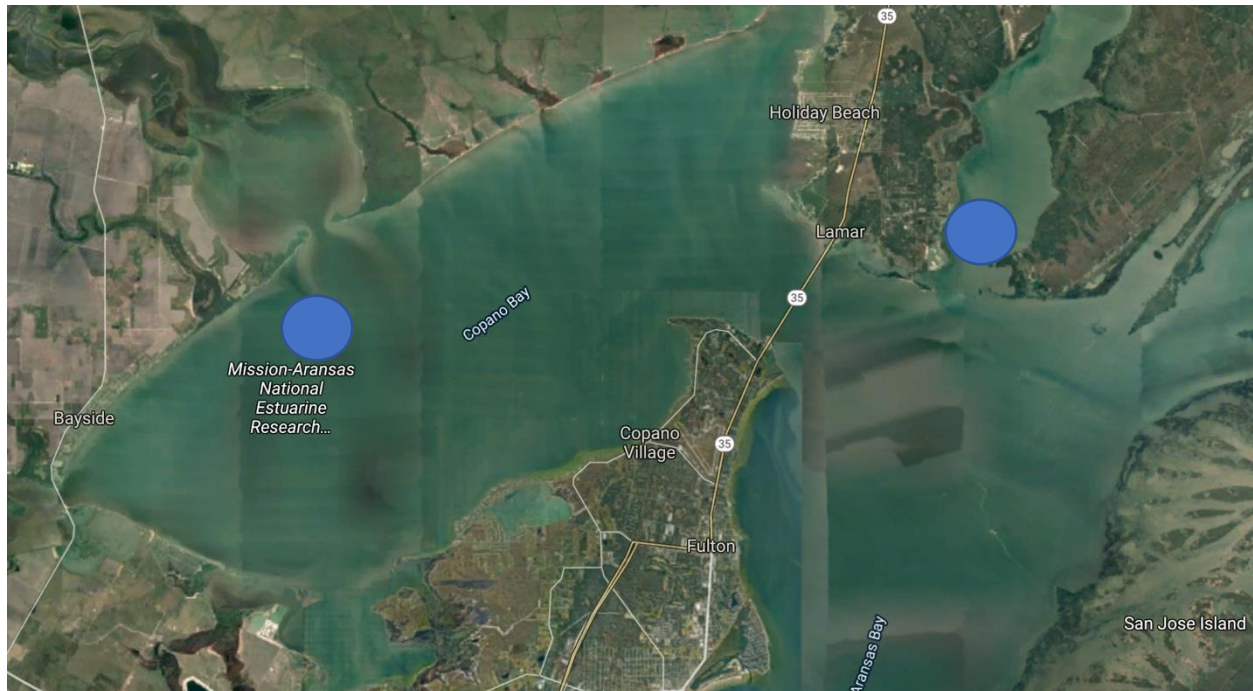 35
Holiday Beach
Lamar
35
Copano Bay
Mission-Aransas
National
Estuarine
Research...
Bayside
Copano
Village
35
Fulton
San Jose Island
Aransas Bay